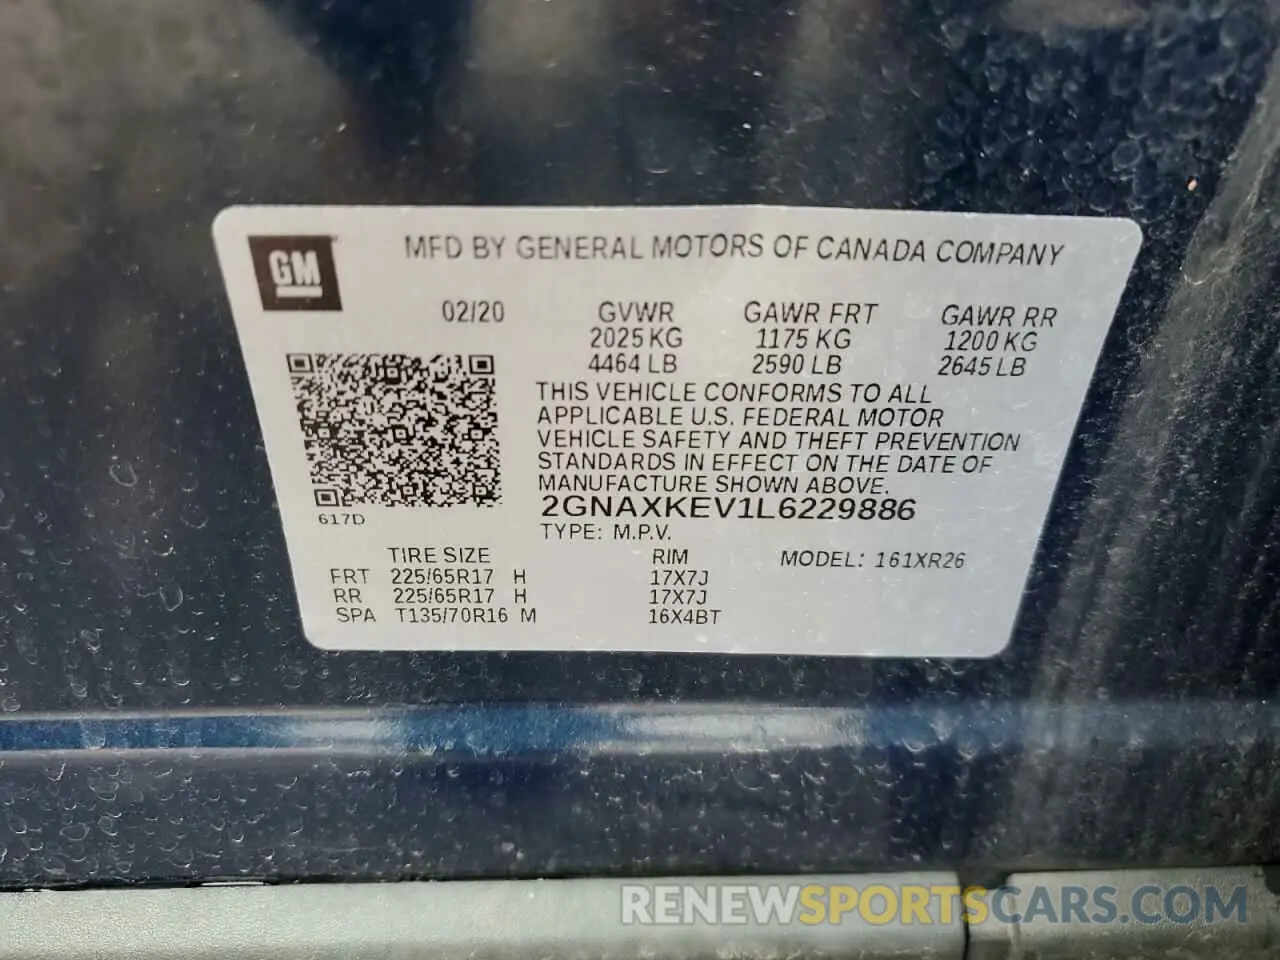 GM
MFD BY GENERAL MOTORS OF CANADA COMPANY
02/20 GVWR GAWR FRT GAWR RR
2025 KG 1175 KG 1200 KG
4464 LB 2590 LB 2645 LB
THIS VEHICLE CONFORMS TO ALL
APPLICABLE U.S. FEDERAL MOTOR
VEHICLE SAFETY AND THEFT PREVENTION
STANDARDS IN EFFECT ON THE DATE OF
MANUFACTURE SHOWN ABOVE.
2GNAXKEV1L6229886
617D
TYPE: M.P.V.
TIRE SIZE RIM MODEL: 161XR26
FRT 225/65R17 H 17X7J
RR 225/65R17 H 17X7J
SPA T135/70R16 M 16X4BT
RENEWSPORTSCARS.COM